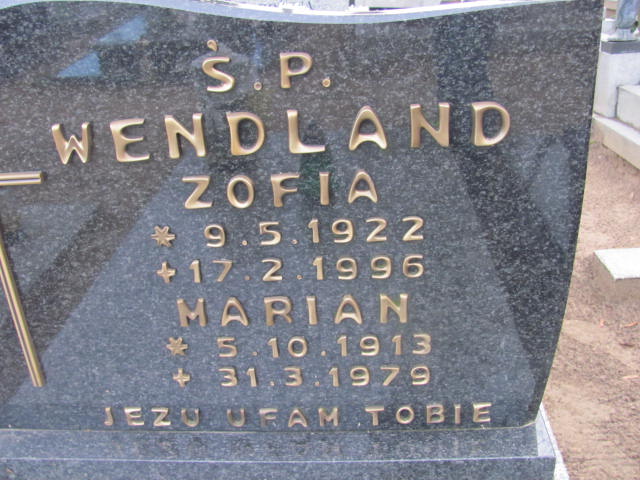 Ś.P.
WENDLAND
ZOFIA
* 9.5.1922
+ 17.2.1996
MARIAN
* 5.10.1913
+ 31.3.1979
JEZU UFAM TOBIE